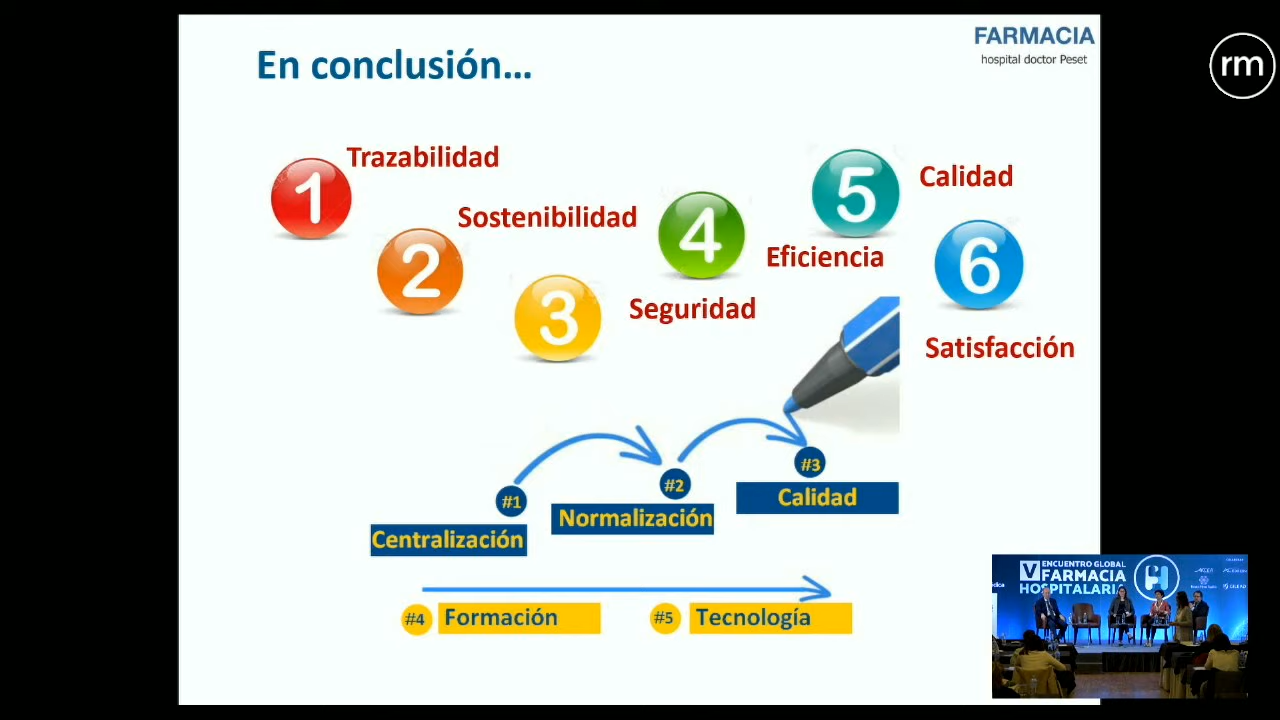 En conclusión...
FARMACIA
hospital doctor Peset
rm
1
Trazabilidad
2
Sostenibilidad
3
Seguridad
4
Eficiencia
5
Calidad
6
Satisfacción
#1
Centralización
#2
Normalización
#3
Calidad
#4
Formación
#5
Tecnología
V
ENCUENTRO GLOBAL
FARMACIA
HOSPITALARIA
GILEAD